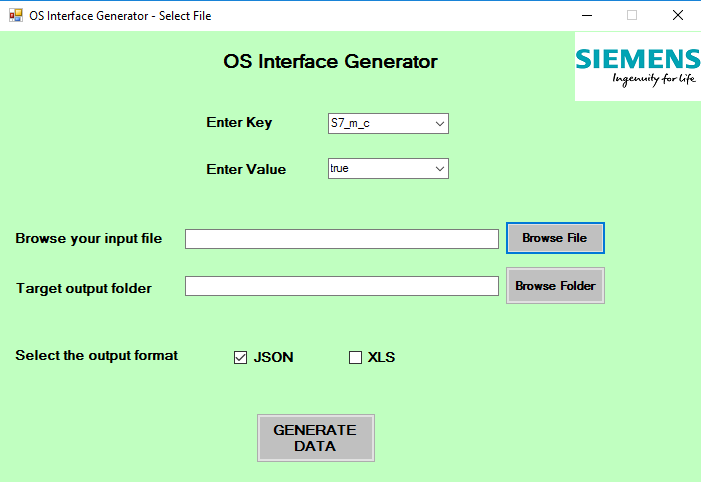 OS Interface Generator - Select File
OS Interface Generator
SIEMENS
Ingenuity for life
Enter Key
S7_m_c
Enter Value
true
Browse your input file
Browse File
Target output folder
Browse Folder
Select the output format
JSON
XLS
GENERATE
DATA